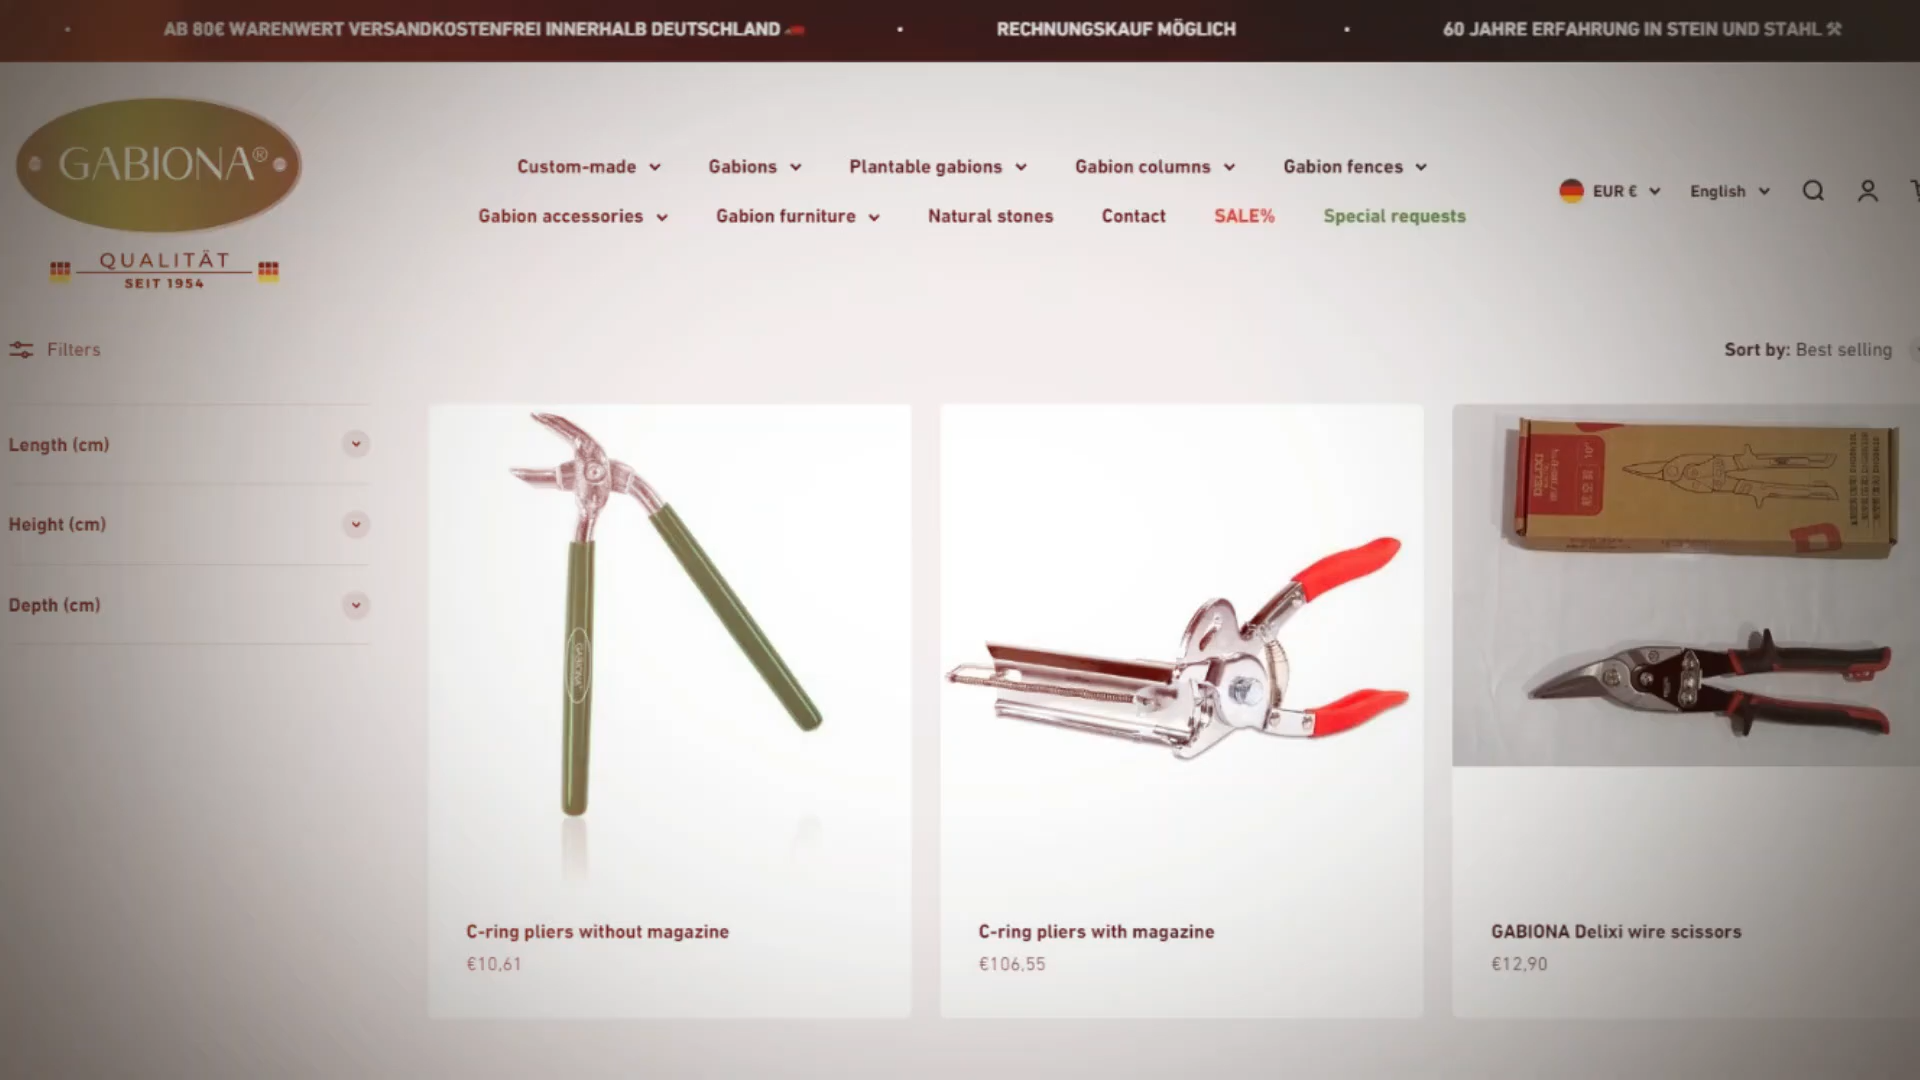 AB 80€ WARENWERT VERSANDKOSTENFREI INNERHALB DEUTSCHLAND
RECHNUNGSKAUF MÖGLICH
60 JAHRE ERFAHRUNG IN STEIN UND STAHL
GABIONA®
QUALITÄT
SEIT 1954
Custom-made
Gabions
Plantable gabions
Gabion columns
Gabion fences
Gabion accessories
Gabion furniture
Natural stones
Contact
SALE%
Special requests
EUR €
English
Filters
Sort by: Best selling
Length (cm)
Height (cm)
Depth (cm)
GABIONA
DELIXI
10"
C-ring pliers without magazine
€10,61
C-ring pliers with magazine
€106,55
GABIONA Delixi wire scissors
€12,90